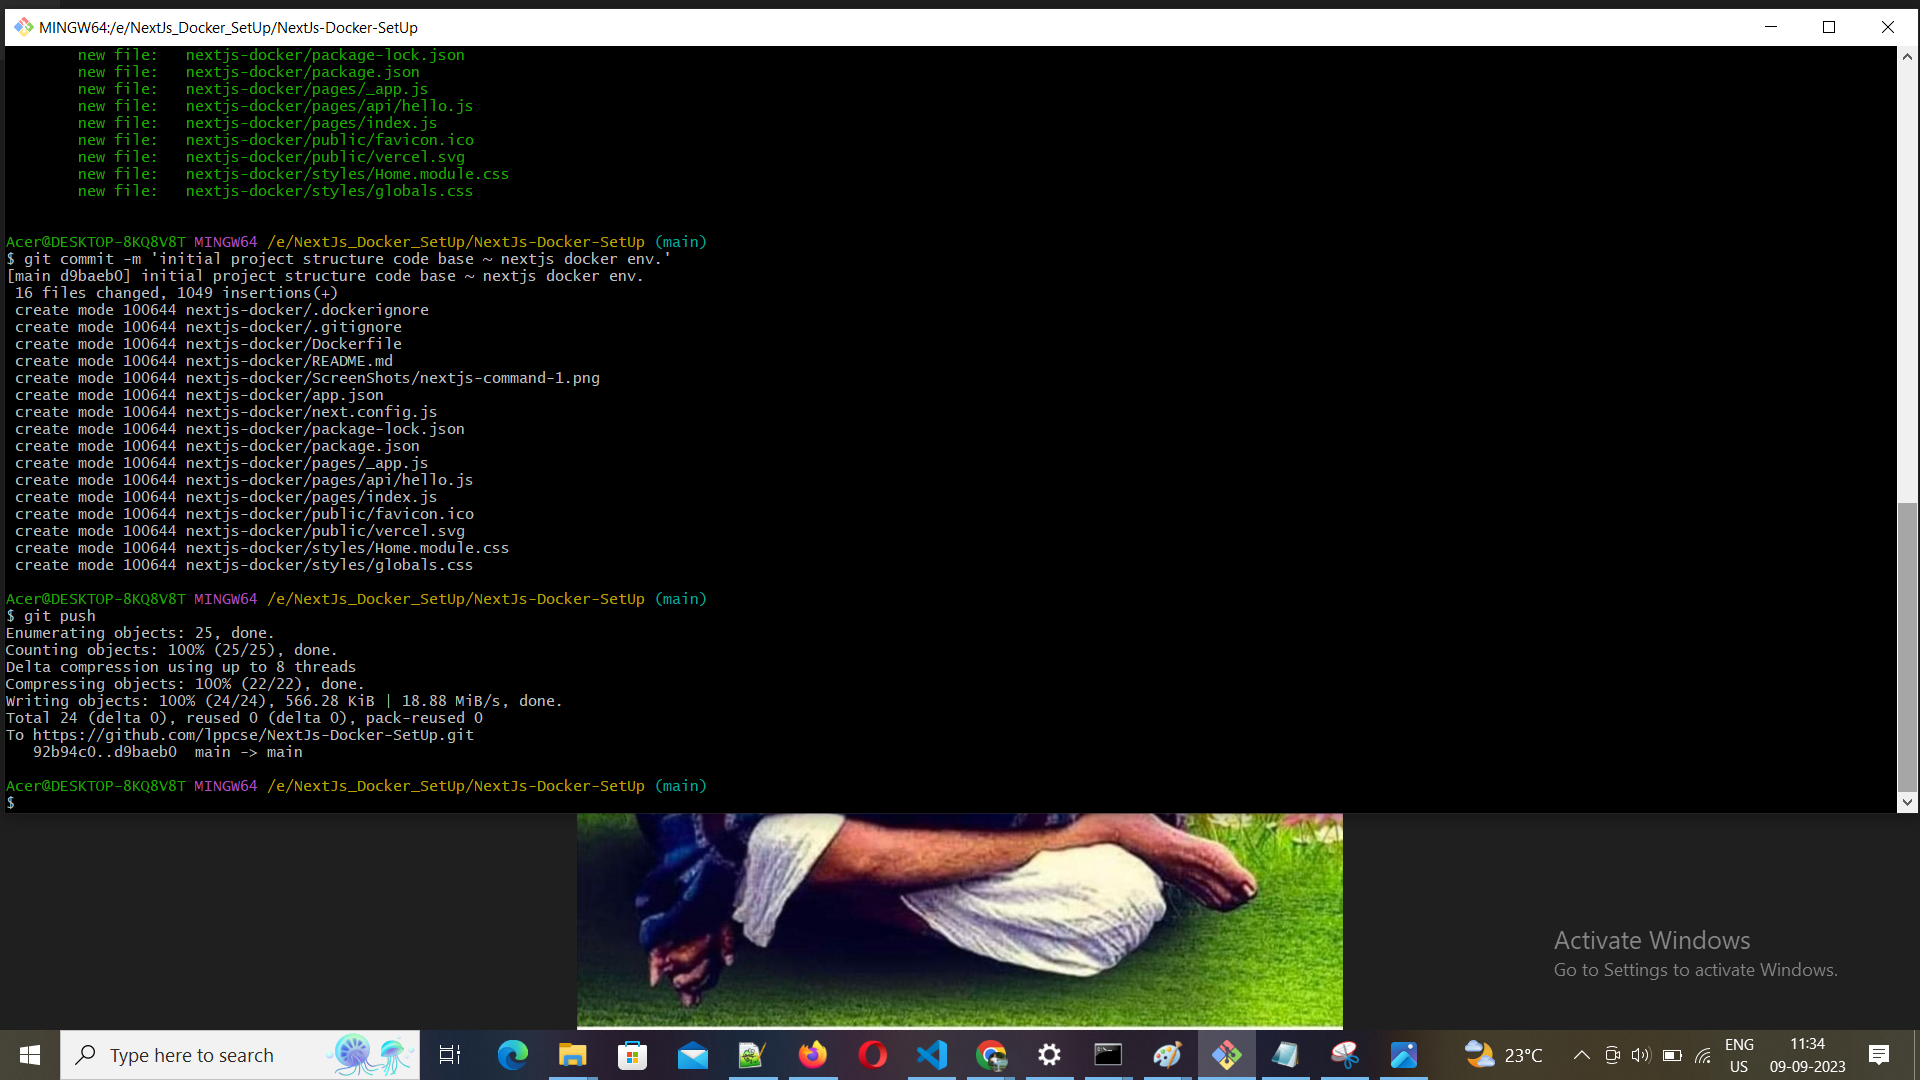 MINGW64:/e/NextJs_Docker_SetUp/NextJs-Docker-SetUp
new file:   nextjs-docker/package-lock.json
new file:   nextjs-docker/package.json
new file:   nextjs-docker/pages/_app.js
new file:   nextjs-docker/pages/api/hello.js
new file:   nextjs-docker/pages/index.js
new file:   nextjs-docker/public/favicon.ico
new file:   nextjs-docker/public/vercel.svg
new file:   nextjs-docker/styles/Home.module.css
new file:   nextjs-docker/styles/globals.css
Acer@DESKTOP-8KQ8V8T MINGW64 /e/NextJs_Docker_SetUp/NextJs-Docker-SetUp (main)
$ git commit -m 'initial project structure code base ~ nextjs docker env.'
[main d9baeb0] initial project structure code base ~ nextjs docker env.
16 files changed, 1049 insertions(+)
create mode 100644 nextjs-docker/.dockerignore
create mode 100644 nextjs-docker/.gitignore
create mode 100644 nextjs-docker/Dockerfile
create mode 100644 nextjs-docker/README.md
create mode 100644 nextjs-docker/ScreenShots/nextjs-command-1.png
create mode 100644 nextjs-docker/app.json
create mode 100644 nextjs-docker/next.config.js
create mode 100644 nextjs-docker/package-lock.json
create mode 100644 nextjs-docker/package.json
create mode 100644 nextjs-docker/pages/_app.js
create mode 100644 nextjs-docker/pages/api/hello.js
create mode 100644 nextjs-docker/pages/index.js
create mode 100644 nextjs-docker/public/favicon.ico
create mode 100644 nextjs-docker/public/vercel.svg
create mode 100644 nextjs-docker/styles/Home.module.css
create mode 100644 nextjs-docker/styles/globals.css
Acer@DESKTOP-8KQ8V8T MINGW64 /e/NextJs_Docker_SetUp/NextJs-Docker-SetUp (main)
$ git push
Enumerating objects: 25, done.
Counting objects: 100% (25/25), done.
Delta compression using up to 8 threads
Compressing objects: 100% (22/22), done.
Writing objects: 100% (24/24), 566.28 KiB | 18.88 MiB/s, done.
Total 24 (delta 0), reused 0 (delta 0), pack-reused 0
To https://github.com/lppcse/NextJs-Docker-SetUp.git
92b94c0..d9baeb0  main -> main
Acer@DESKTOP-8KQ8V8T MINGW64 /e/NextJs_Docker_SetUp/NextJs-Docker-SetUp (main)
$
Activate Windows
Go to Settings to activate Windows.
Type here to search
23°C
ENG
US
11:34
09-09-2023